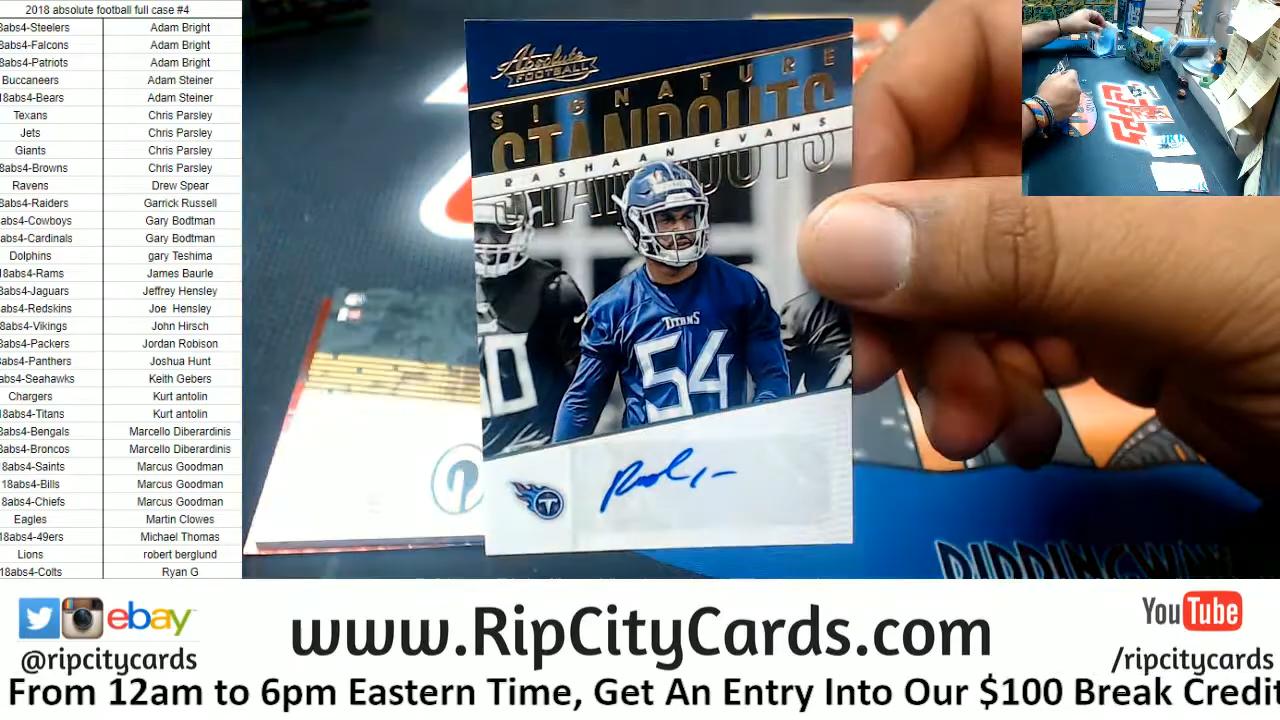 2018 absolute football full case #4
8abs4-Steelers Adam Bright
abs4-Falcons Adam Bright
8abs4-Patriots Adam Bright
Buccaneers Adam Steiner
18abs4-Bears Adam Steiner
Texans Chris Parsley
Jets Chris Parsley
Giants Chris Parsley
8abs4-Browns Chris Parsley
Ravens Drew Spear
8abs4-Raiders Garrick Russell
abs4-Cowboys Gary Bodtman
abs4-Cardinals Gary Bodtman
Dolphins gary Teshima
18abs4-Rams James Baurle
8abs4-Jaguars Jeffrey Hensley
abs4-Redskins Joe Hensley
8abs4-Vikings John Hirsch
8abs4-Packers Jordan Robison
abs4-Panthers Joshua Hunt
abs4-Seahawks Keith Gebers
Chargers Kurt antolin
18abs4-Titans Kurt antolin
8abs4-Bengals Marcello Diberardinis
8abs4-Broncos Marcello Diberardinis
8abs4-Saints Marcus Goodman
18abs4-Bills Marcus Goodman
8abs4-Chiefs Marcus Goodman
Eagles Martin Clowes
18abs4-49ers Michael Thomas
Lions robert berglund
18abs4-Colts Ryan G
Absolute
FOOTBALL
SIGNATURE
STANDOUTS
RASHAAN EVANS
STANDOUTS
TITANS
54
T
ebay
@ripcitycards
www.RipCityCards.com
YouTube
/ripcitycards
From 12am to 6pm Eastern Time, Get An Entry Into Our $100 Break Credit